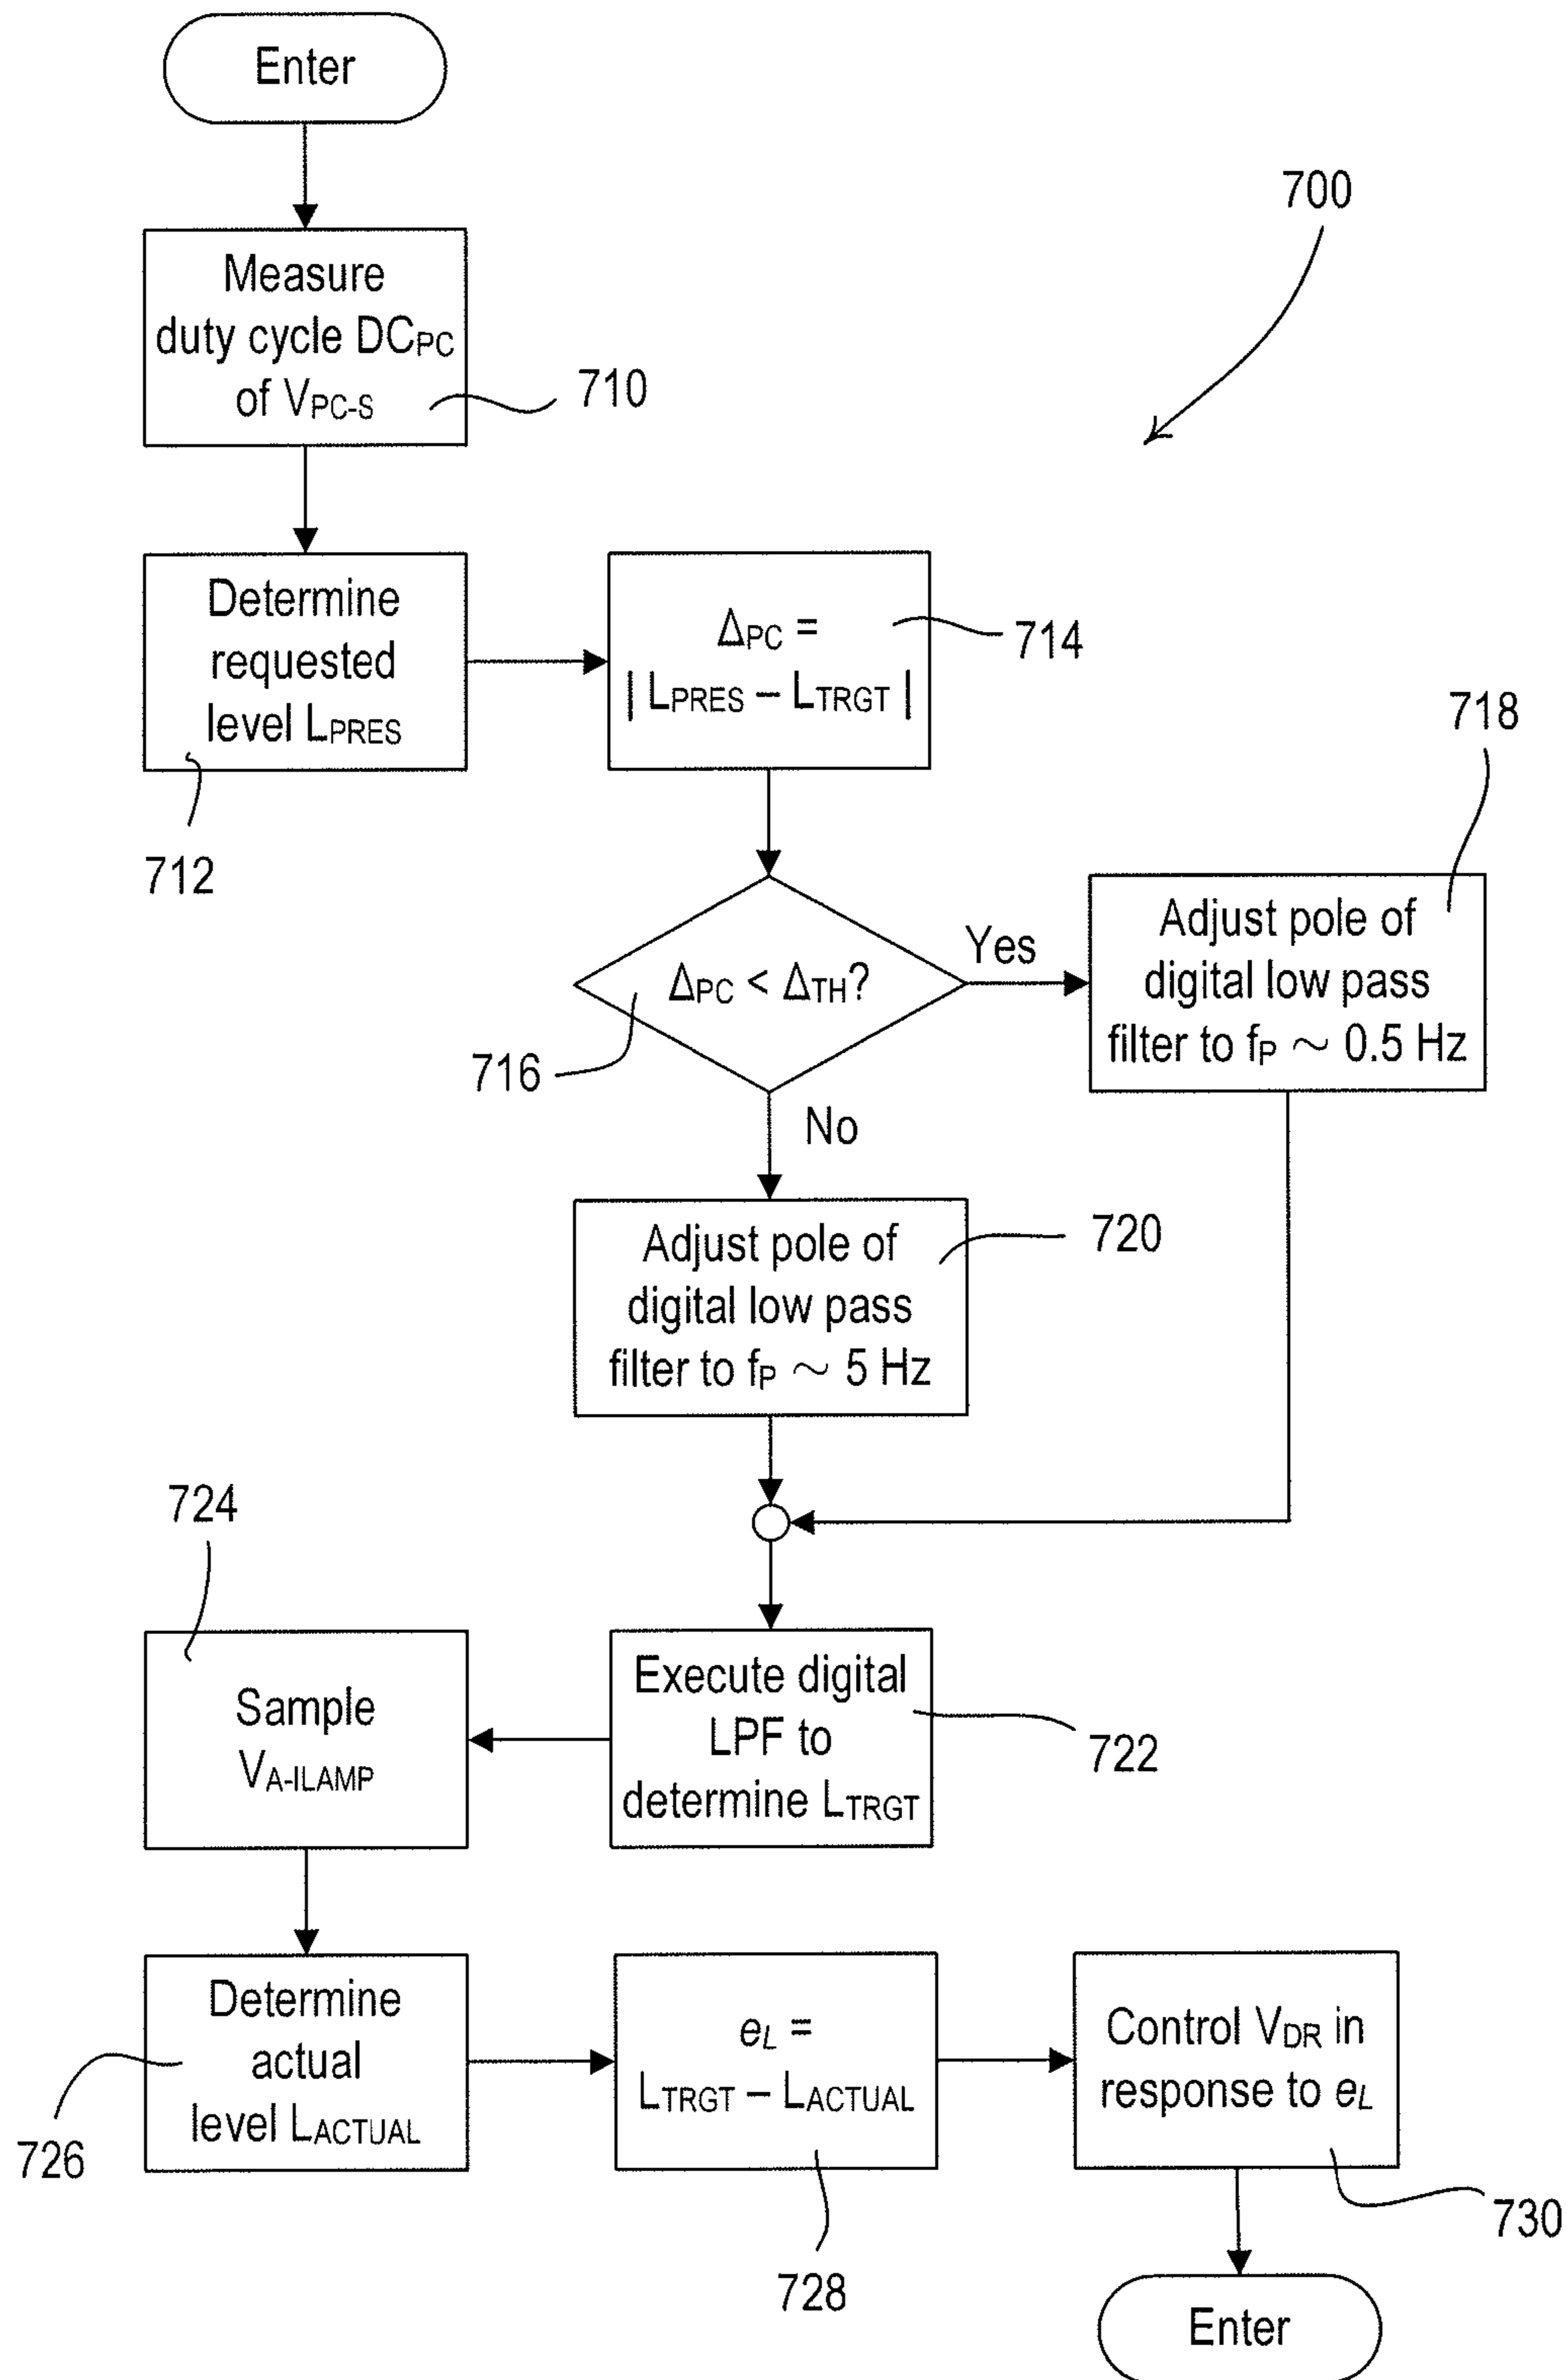 Enter
700
Measure
duty cycle DCPC
of VPC-S
710
Determine
requested
level LPRES
712
ΔPC =
| LPRES – LTRGT |
714
718
ΔPC < ΔTH?
716
Yes
No
Adjust pole of
digital low pass
filter to fP ~ 0.5 Hz
Adjust pole of
digital low pass
filter to fP ~ 5 Hz
720
724
Execute digital
LPF to
determine LTRGT
722
Sample
VA-ILAMP
Determine
actual
level LACTUAL
726
eL =
LTRGT – LACTUAL
728
Control VDR in
response to eL
730
Enter